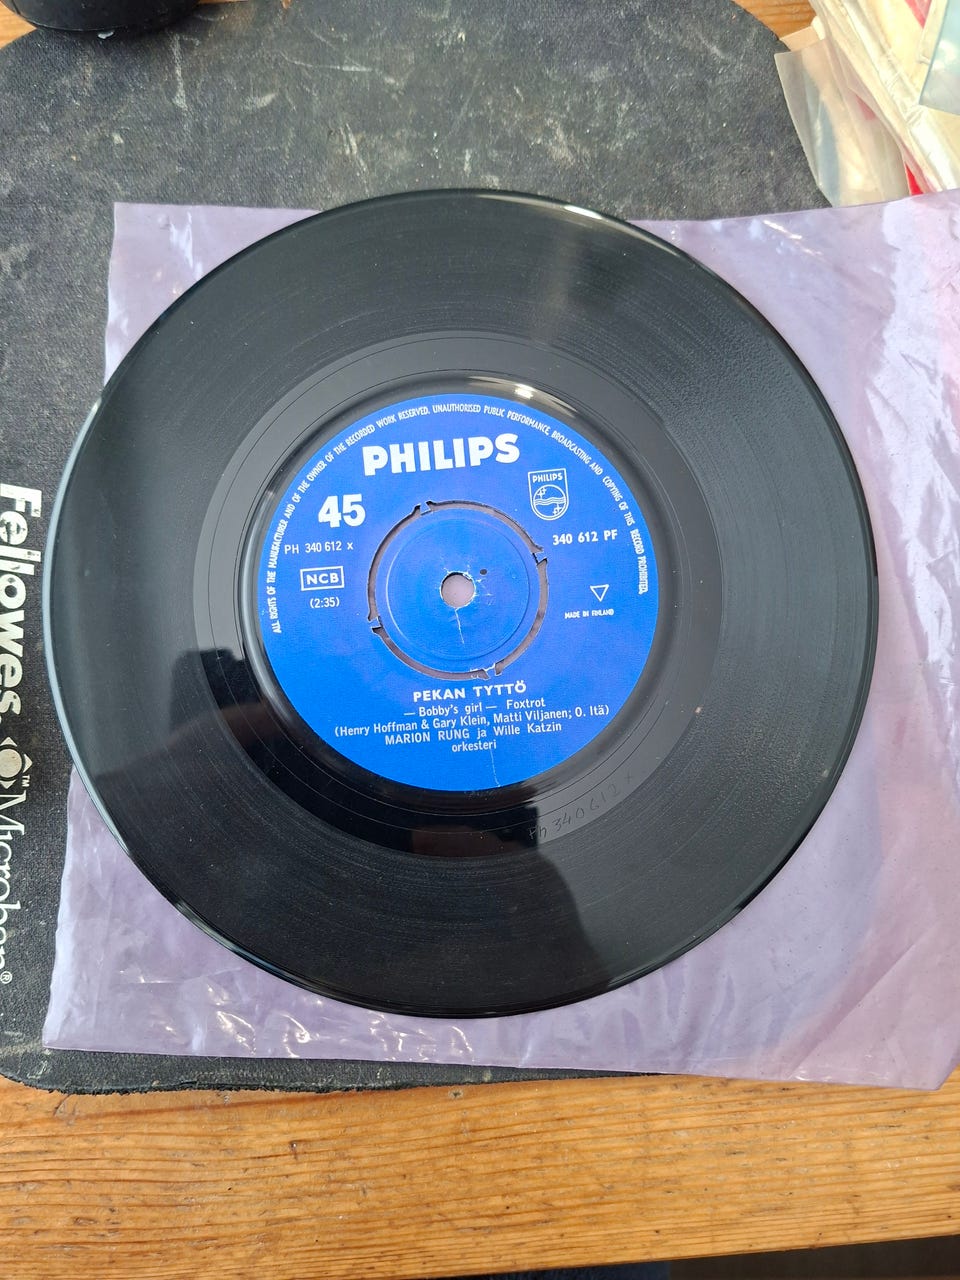 ALL RIGHTS OF THE MANUFACTURER AND OF THE OWNER OF THE RECORDED WORK RESERVED. UNAUTHORISED PUBLIC PERFORMANCE, BROADCASTING AND COPYING OF THIS RECORD PROHIBITED.
PHILIPS
45
PHILIPS
PH 340 612 x
340 612 PF
NCB
(2:35)
MADE IN FINLAND
PEKAN TYTTÖ
— Bobby's girl — Foxtrot
(Henry Hoffman & Gary Klein, Matti Viljanen; O. Itä)
MARION RUNG ja Wille Katzin
orkesteri
Ph 340612 x
Fellowes
™ Microban®